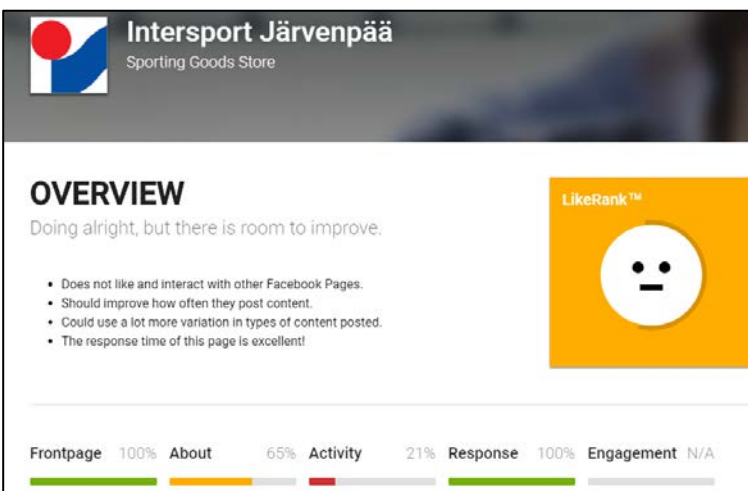 Intersport Järvenpää
Sporting Goods Store
OVERVIEW
Doing alright, but there is room to improve.
LikeRank™
• Does not like and interact with other Facebook Pages.
• Should improve how often they post content.
• Could use a lot more variation in types of content posted.
• The response time of this page is excellent!
Frontpage 100% About 65% Activity 21% Response 100% Engagement N/A